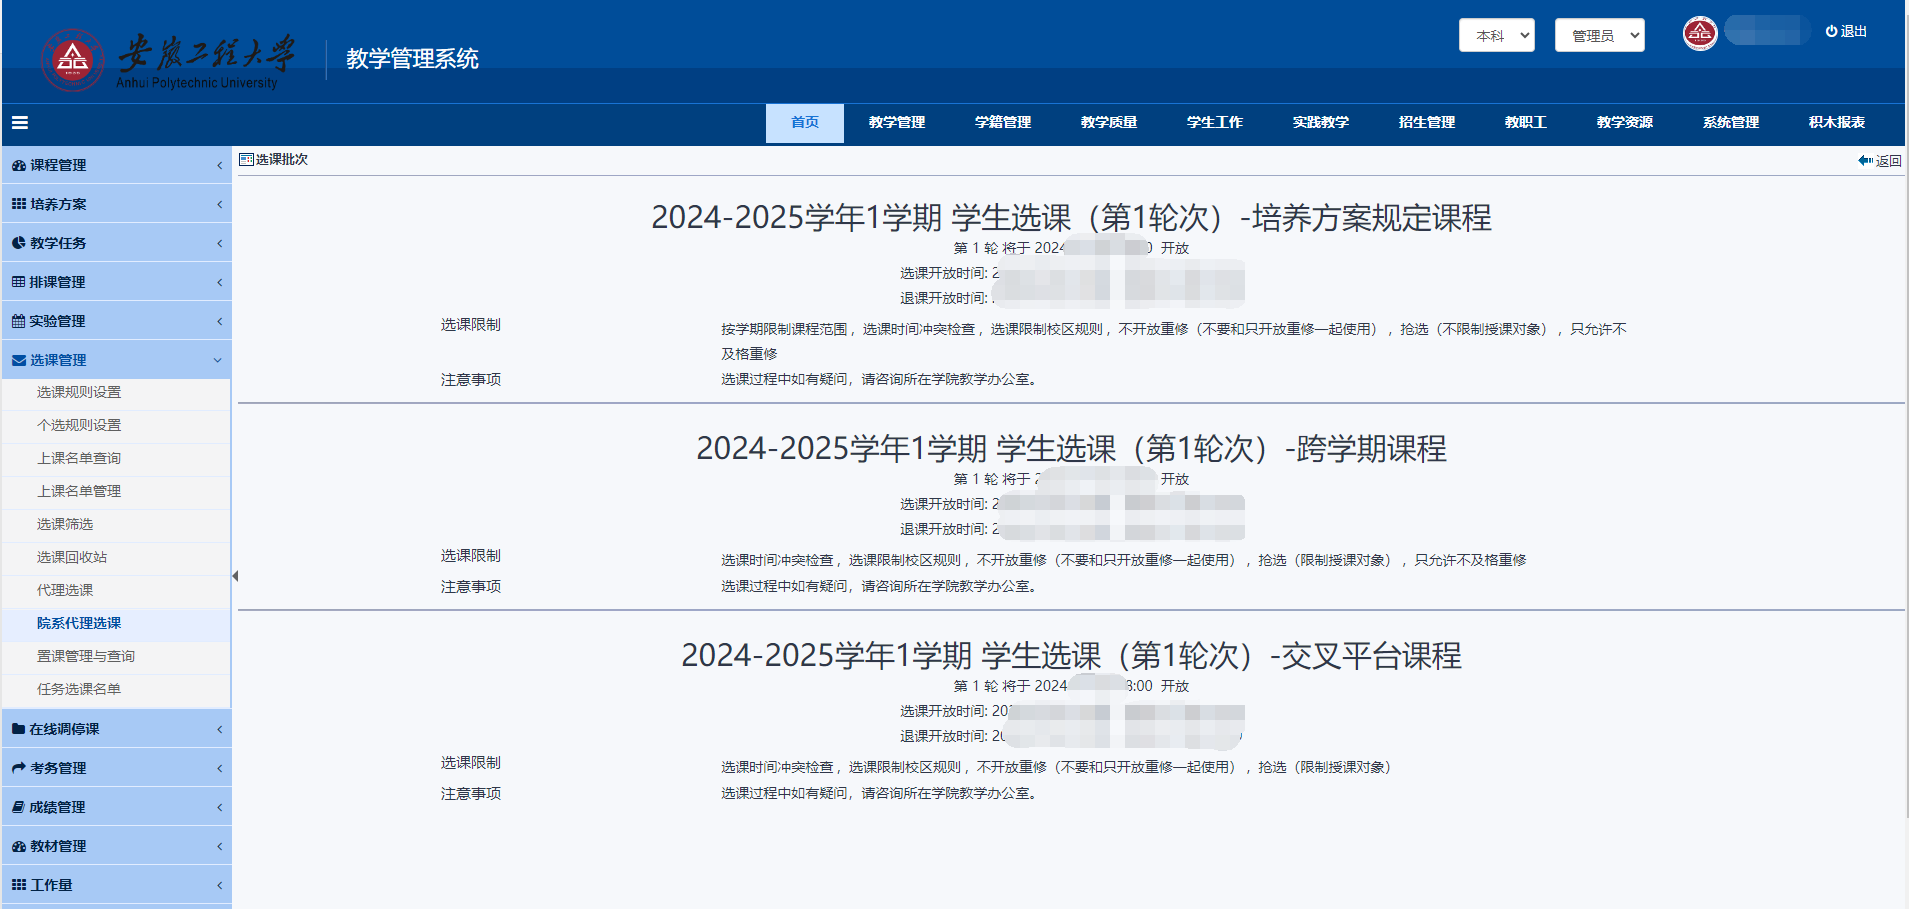 安徽工程大学
Anhui Polytechnic University
教学管理系统
本科
管理员
退出
首页 教学管理 学籍管理 教学质量 学生工作 实践教学 招生管理 教职工 教学资源 系统管理 积木报表
课程管理
培养方案
教学任务
排课管理
实验管理
选课管理
选课规则设置
个选规则设置
上课名单查询
上课名单管理
选课筛选
选课回收站
代理选课
院系代理选课
置课管理与查询
任务选课名单
在线调停课
考务管理
成绩管理
教材管理
工作量
选课批次
返回
2024-2025学年1学期 学生选课（第1轮次）-培养方案规定课程
第 1 轮 将于 2024 开放
选课开放时间: 2
退课开放时间:
选课限制
按学期限制课程范围，选课时间冲突检查，选课限制校区规则，不开放重修（不要和只开放重修一起使用），抢选（不限制授课对象），只允许不
及格重修
注意事项
选课过程中如有疑问，请咨询所在学院教学办公室。
2024-2025学年1学期 学生选课（第1轮次）-跨学期课程
第 1 轮 将于 2 开放
选课开放时间: 2
退课开放时间: 2
选课限制
选课时间冲突检查，选课限制校区规则，不开放重修（不要和只开放重修一起使用），抢选（限制授课对象），只允许不及格重修
注意事项
选课过程中如有疑问，请咨询所在学院教学办公室。
2024-2025学年1学期 学生选课（第1轮次）-交叉平台课程
第 1 轮 将于 2024 8:00 开放
选课开放时间: 20
退课开放时间: 20
选课限制
选课时间冲突检查，选课限制校区规则，不开放重修（不要和只开放重修一起使用），抢选（限制授课对象）
注意事项
选课过程中如有疑问，请咨询所在学院教学办公室。